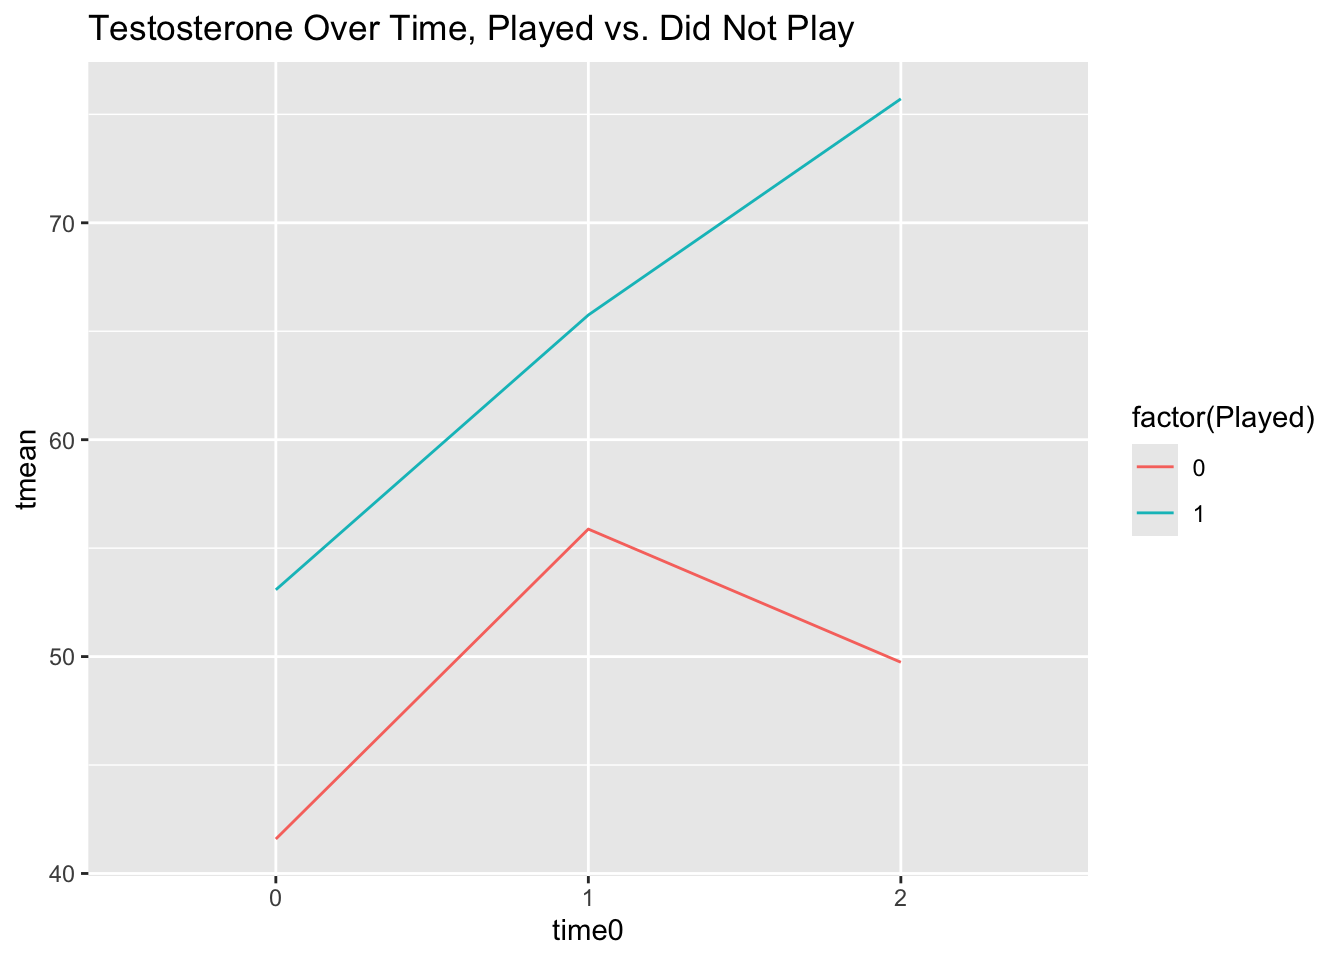 Testosterone Over Time, Played vs. Did Not Play
70
60
50
40
tmean
0 1 2
time0
factor(Played)
0
1